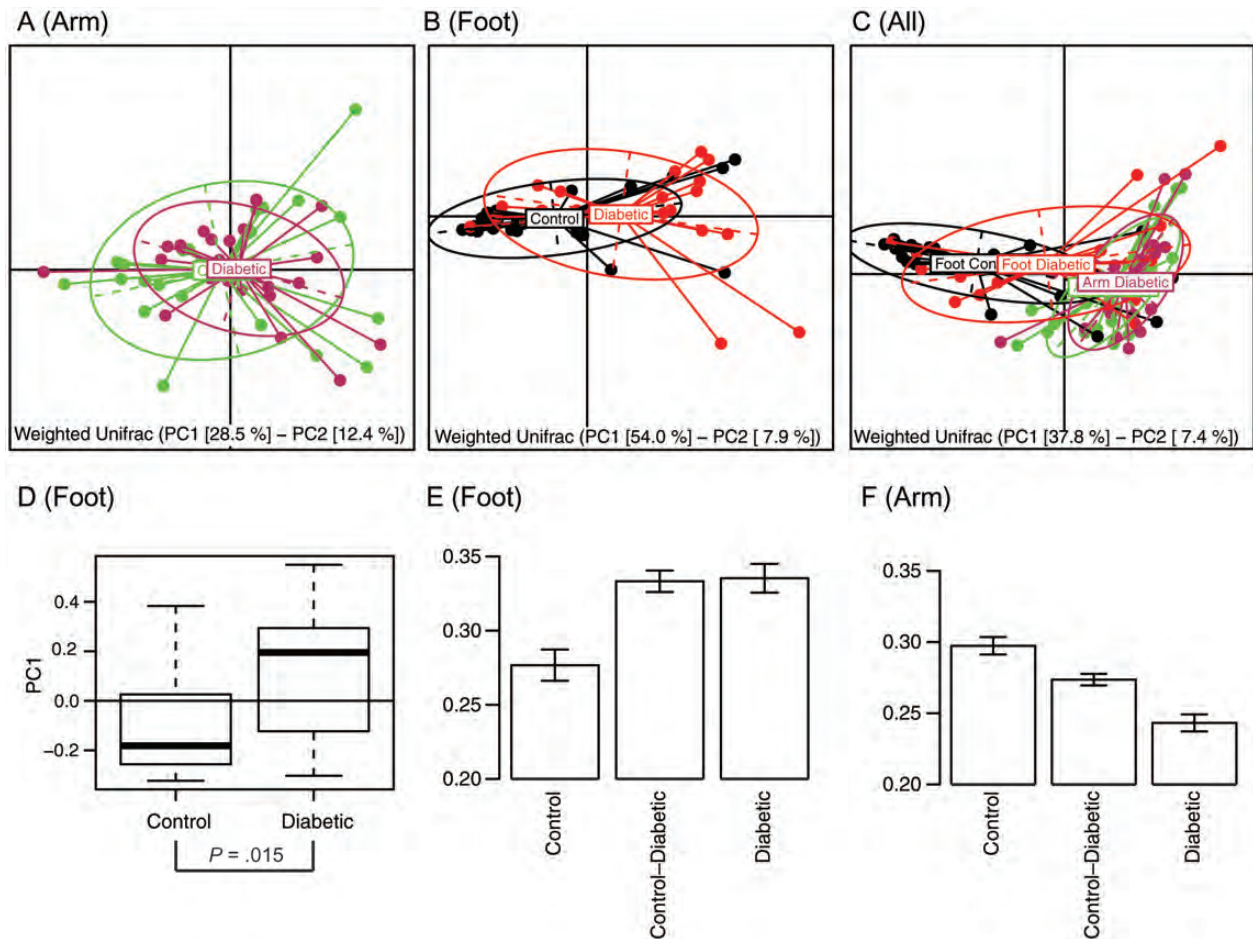 A (Arm)
B (Foot)
C (All)
Diabetic
Weighted Unifrac (PC1 [28.5 %] – PC2 [12.4 %])
Control
Diabetic
Weighted Unifrac (PC1 [54.0 %] – PC2 [ 7.9 %])
Foot Con
Foot Diabetic
Arm Diabetic
Weighted Unifrac (PC1 [37.8 %] – PC2 [ 7.4 %])
D (Foot)
PC1
0.4
0.2
0.0
−0.2
Control
Diabetic
P = .015
E (Foot)
0.35
0.30
0.25
0.20
Control
Control–Diabetic
Diabetic
F (Arm)
0.35
0.30
0.25
0.20
Control
Control–Diabetic
Diabetic